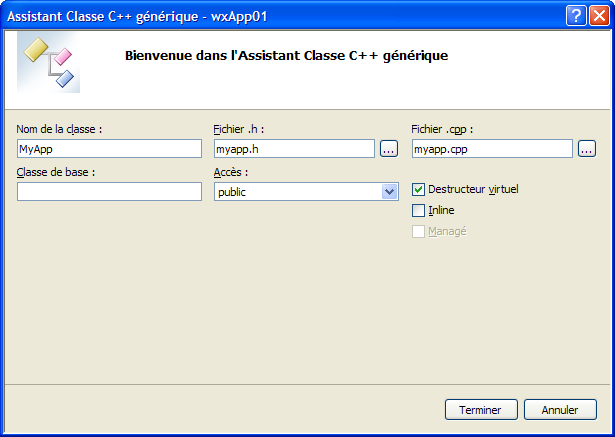 Assistant Classe C++ générique - wxApp01
Bienvenue dans l'Assistant Classe C++ générique
Nom de la classe : Fichier .h : Fichier .cpp :
MyApp myapp.h ... myapp.cpp ...
Classe de base : Accès :
public Destructeur virtuel
Inline
Managé
Terminer Annuler